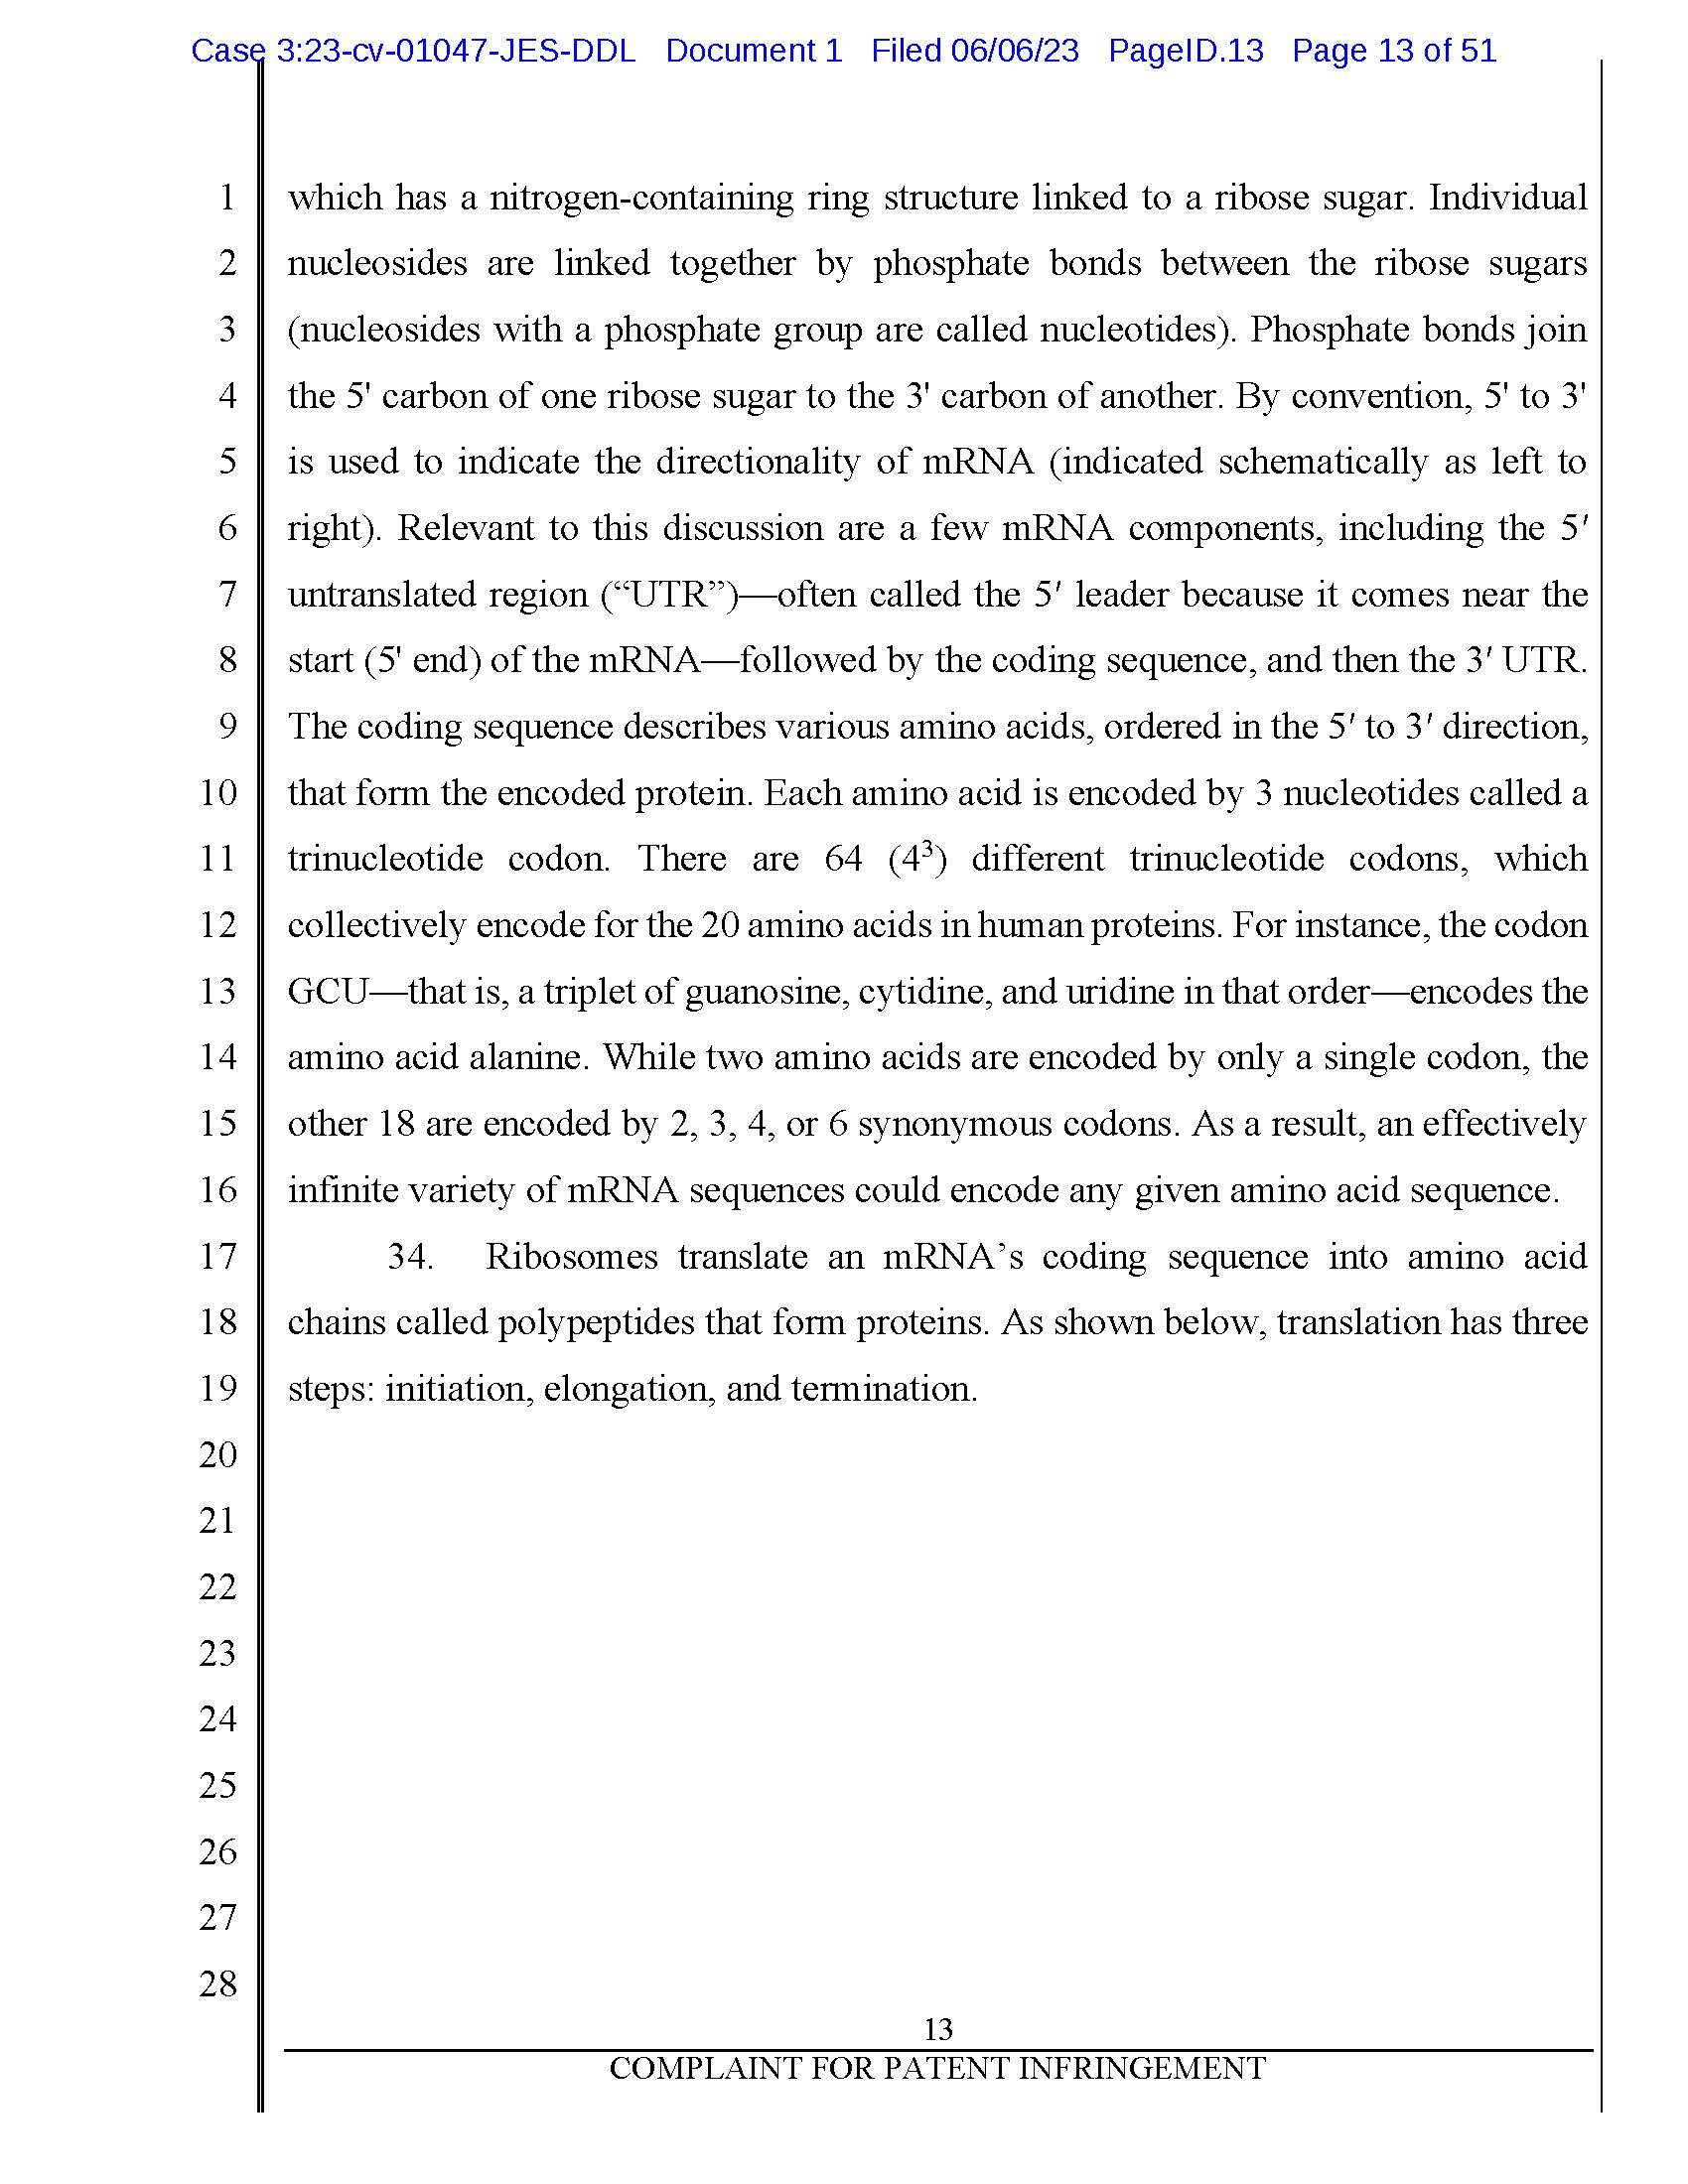 Case 3:23-cv-01047-JES-DDL Document 1 Filed 06/06/23 PageID.13 Page 13 of 51
1 which has a nitrogen-containing ring structure linked to a ribose sugar. Individual
2 nucleosides are linked together by phosphate bonds between the ribose sugars
3 (nucleosides with a phosphate group are called nucleotides). Phosphate bonds join
4 the 5' carbon of one ribose sugar to the 3' carbon of another. By convention, 5' to 3'
5 is used to indicate the directionality of mRNA (indicated schematically as left to
6 right). Relevant to this discussion are a few mRNA components, including the 5′
7 untranslated region (“UTR”)—often called the 5′ leader because it comes near the
8 start (5' end) of the mRNA—followed by the coding sequence, and then the 3′ UTR.
9 The coding sequence describes various amino acids, ordered in the 5′ to 3′ direction,
10 that form the encoded protein. Each amino acid is encoded by 3 nucleotides called a
11 trinucleotide codon. There are 64 (4³) different trinucleotide codons, which
12 collectively encode for the 20 amino acids in human proteins. For instance, the codon
13 GCU—that is, a triplet of guanosine, cytidine, and uridine in that order—encodes the
14 amino acid alanine. While two amino acids are encoded by only a single codon, the
15 other 18 are encoded by 2, 3, 4, or 6 synonymous codons. As a result, an effectively
16 infinite variety of mRNA sequences could encode any given amino acid sequence.
17 34. Ribosomes translate an mRNA’s coding sequence into amino acid
18 chains called polypeptides that form proteins. As shown below, translation has three
19 steps: initiation, elongation, and termination.
20
21
22
23
24
25
26
27
28
13
COMPLAINT FOR PATENT INFRINGEMENT